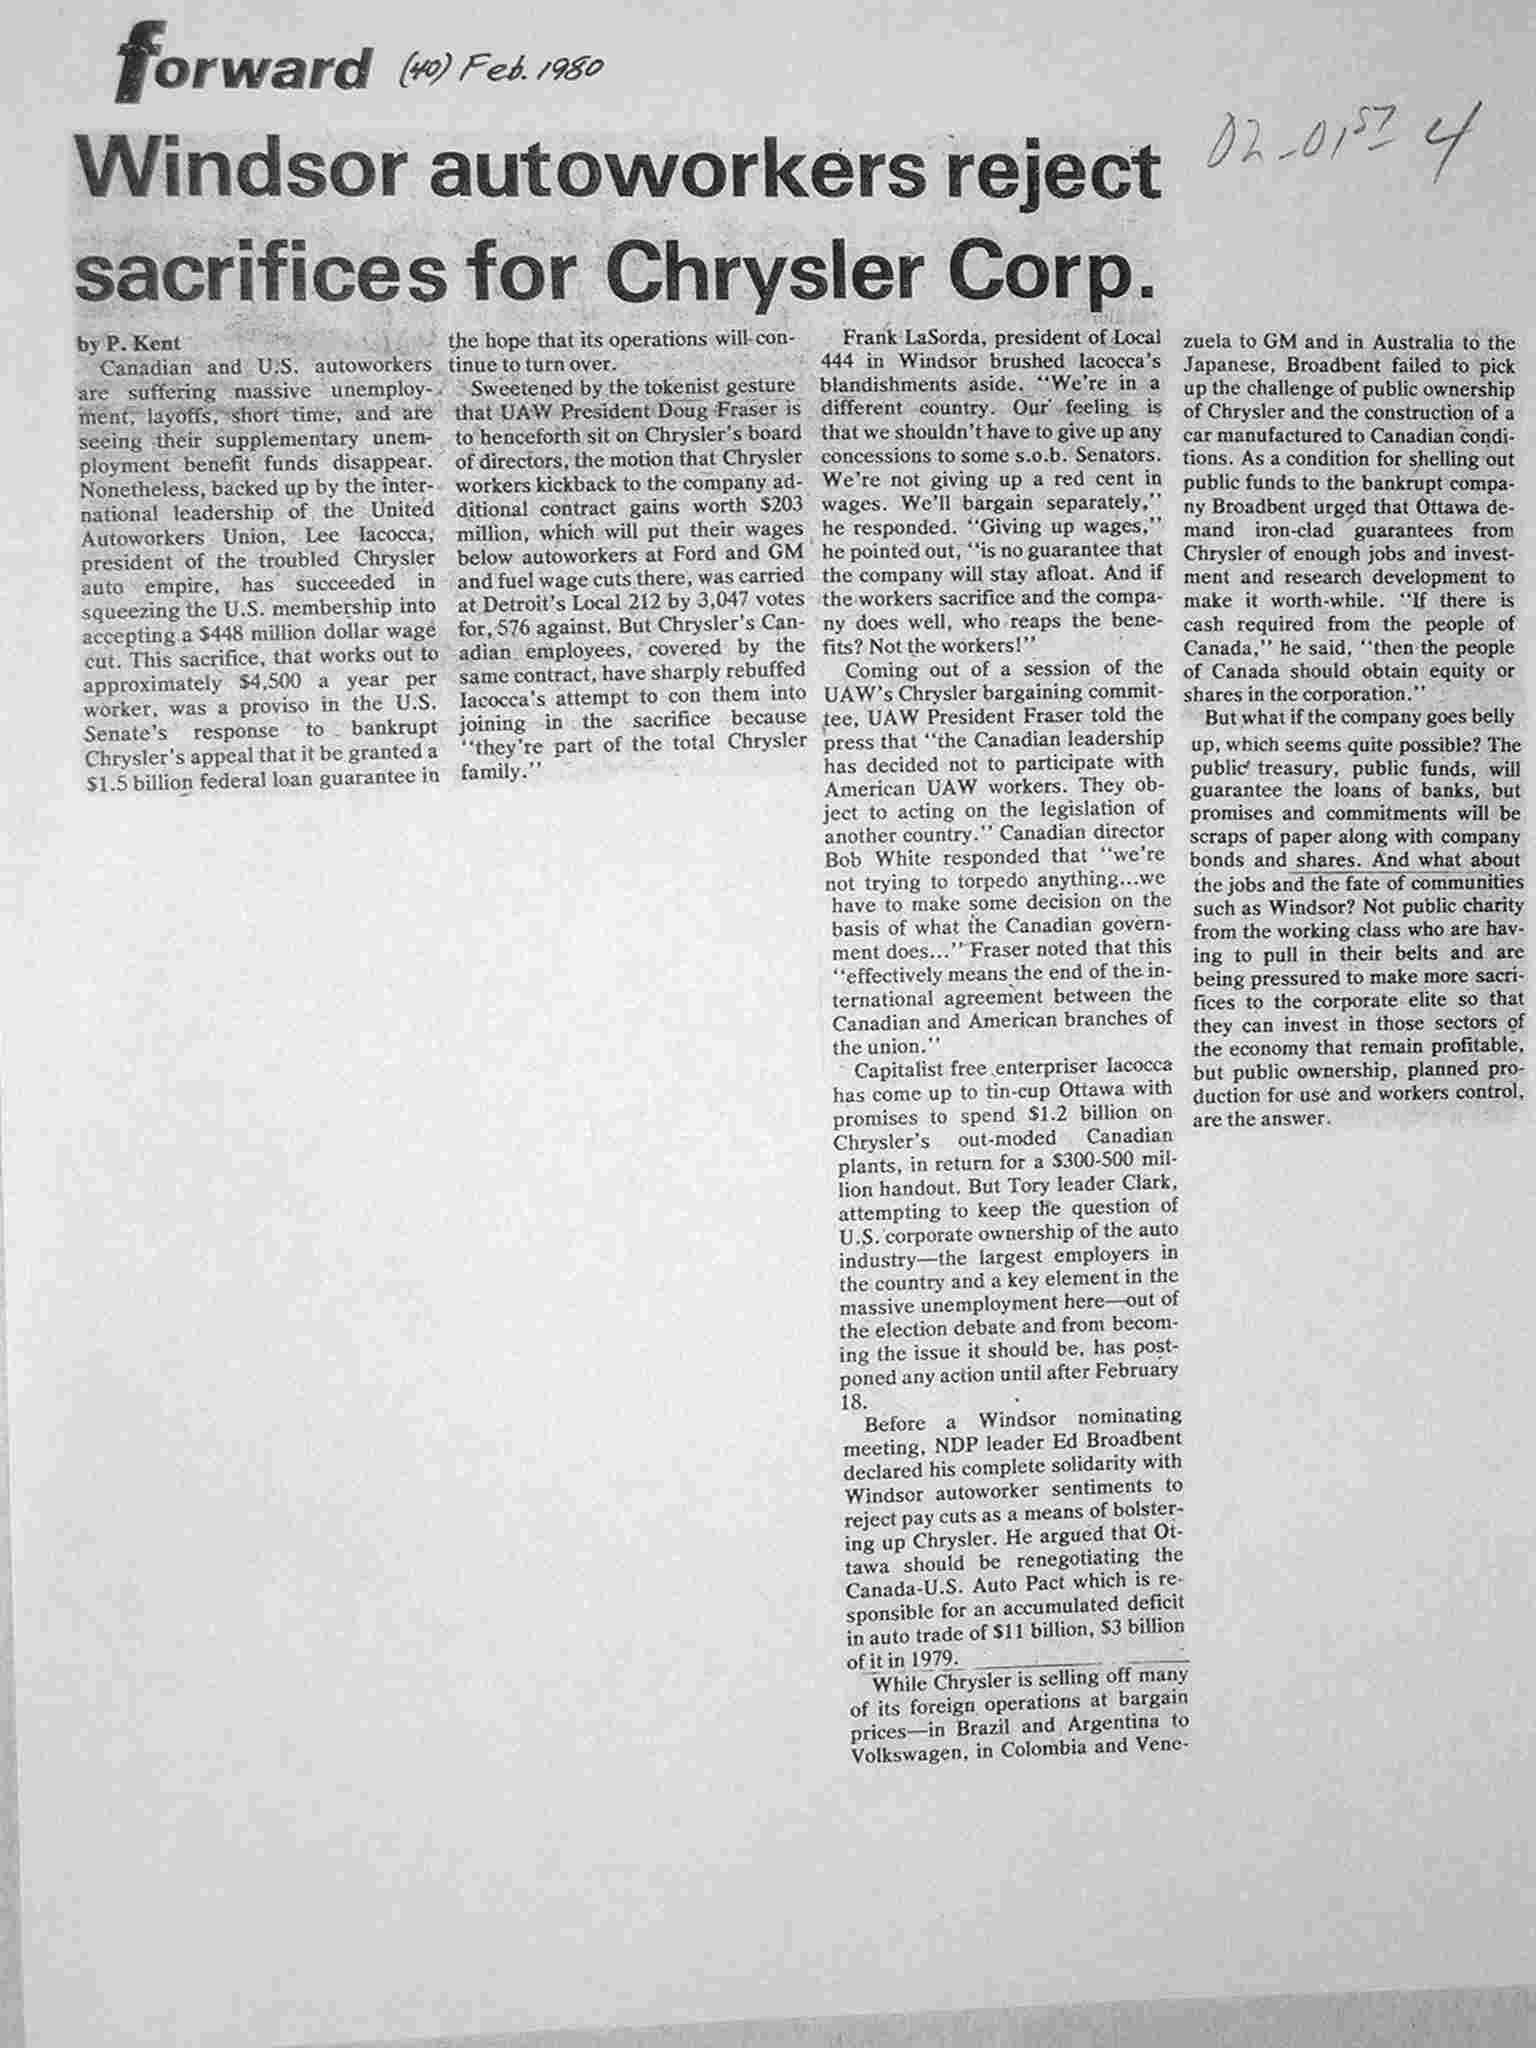 forward (40) Feb. 1980
02-01ST 4
Windsor autoworkers reject
sacrifices for Chrysler Corp.
by P. Kent
Canadian and U.S. autoworkers
are suffering massive unemploy-
ment, layoffs, short time, and are
seeing their supplementary unem-
ployment benefit funds disappear.
Nonetheless, backed up by the inter-
national leadership of the United
Autoworkers Union, Lee Iacocca,
president of the troubled Chrysler
auto empire, has succeeded in
squeezing the U.S. membership into
accepting a $448 million dollar wage
cut. This sacrifice, that works out to
approximately $4,500 a year per
worker, was a proviso in the U.S.
Senate's response to bankrupt
Chrysler's appeal that it be granted a
$1.5 billion federal loan guarantee in
the hope that its operations will con-
tinue to turn over.
Sweetened by the tokenist gesture
that UAW President Doug Fraser is
to henceforth sit on Chrysler's board
of directors, the motion that Chrysler
workers kickback to the company ad-
ditional contract gains worth $203
million, which will put their wages
below autoworkers at Ford and GM
and fuel wage cuts there, was carried
at Detroit's Local 212 by 3,047 votes
for, 576 against. But Chrysler's Can-
adian employees, covered by the
same contract, have sharply rebuffed
Iacocca's attempt to con them into
joining in the sacrifice because
"they're part of the total Chrysler
family."
Frank LaSorda, president of Local
444 in Windsor brushed Iacocca's
blandishments aside. "We're in a
different country. Our feeling is
that we shouldn't have to give up any
concessions to some s.o.b. Senators.
We're not giving up a red cent in
wages. We'll bargain separately,"
he responded. "Giving up wages,"
he pointed out, "is no guarantee that
the company will stay afloat. And if
the workers sacrifice and the compa-
ny does well, who reaps the bene-
fits? Not the workers!"
Coming out of a session of the
UAW's Chrysler bargaining commit-
tee, UAW President Fraser told the
press that "the Canadian leadership
has decided not to participate with
American UAW workers. They ob-
ject to acting on the legislation of
another country." Canadian director
Bob White responded that "we're
not trying to torpedo anything...we
have to make some decision on the
basis of what the Canadian govern-
ment does..." Fraser noted that this
"effectively means the end of the in-
ternational agreement between the
Canadian and American branches of
the union."
Capitalist free enterpriser Iacocca
has come up to tin-cup Ottawa with
promises to spend $1.2 billion on
Chrysler's out-moded Canadian
plants, in return for a $300-500 mil-
lion handout. But Tory leader Clark,
attempting to keep the question of
U.S. corporate ownership of the auto
industry—the largest employers in
the country and a key element in the
massive unemployment here—out of
the election debate and from becom-
ing the issue it should be, has post-
poned any action until after February
18.
Before a Windsor nominating
meeting, NDP leader Ed Broadbent
declared his complete solidarity with
Windsor autoworker sentiments to
reject pay cuts as a means of bolster-
ing up Chrysler. He argued that Ot-
tawa should be renegotiating the
Canada-U.S. Auto Pact which is re-
sponsible for an accumulated deficit
in auto trade of $11 billion, $3 billion
of it in 1979.
While Chrysler is selling off many
of its foreign operations at bargain
prices—in Brazil and Argentina to
Volkswagen, in Colombia and Vene-
zuela to GM and in Australia to the
Japanese, Broadbent failed to pick
up the challenge of public ownership
of Chrysler and the construction of a
car manufactured to Canadian condi-
tions. As a condition for shelling out
public funds to the bankrupt compa-
ny Broadbent urged that Ottawa de-
mand iron-clad guarantees from
Chrysler of enough jobs and invest-
ment and research development to
make it worth-while. "If there is
cash required from the people of
Canada," he said, "then the people
of Canada should obtain equity or
shares in the corporation."
But what if the company goes belly
up, which seems quite possible? The
public treasury, public funds, will
guarantee the loans of banks, but
promises and commitments will be
scraps of paper along with company
bonds and shares. And what about
the jobs and the fate of communities
such as Windsor? Not public charity
from the working class who are hav-
ing to pull in their belts and are
being pressured to make more sacri-
fices to the corporate elite so that
they can invest in those sectors of
the economy that remain profitable,
but public ownership, planned pro-
duction for use and workers control,
are the answer.